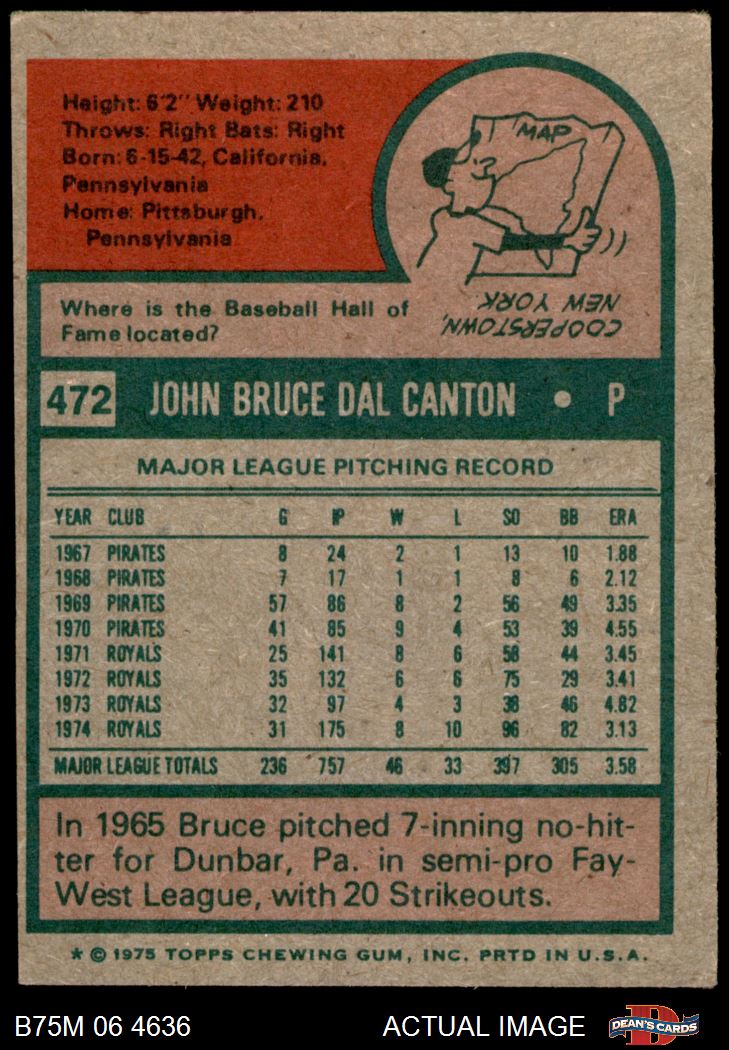 Height: 6'2" Weight: 210
Throws: Right Bats: Right
Born: 6-15-42, California,
Pennsylvania
Home: Pittsburgh,
Pennsylvania
MAP
COOPERSTOWN,
NEW YORK
Where is the Baseball Hall of
Fame located?
472 JOHN BRUCE DAL CANTON • P
MAJOR LEAGUE PITCHING RECORD
YEAR CLUB G IP W L SO BB ERA
1967 PIRATES 8 24 2 1 13 10 1.88
1968 PIRATES 7 17 1 1 8 6 2.12
1969 PIRATES 57 86 8 2 56 49 3.35
1970 PIRATES 41 85 9 4 53 39 4.55
1971 ROYALS 25 141 8 6 58 44 3.45
1972 ROYALS 35 132 6 6 75 29 3.41
1973 ROYALS 32 97 4 3 38 46 4.82
1974 ROYALS 31 175 8 10 96 82 3.13
MAJOR LEAGUE TOTALS 236 757 46 33 397 305 3.58
In 1965 Bruce pitched 7-inning no-hit-
ter for Dunbar, Pa. in semi-pro Fay-
West League, with 20 Strikeouts.
* © 1975 TOPPS CHEWING GUM, INC. PRTD IN U.S.A.
B75M 06 4636 ACTUAL IMAGE DEAN'S CARDS